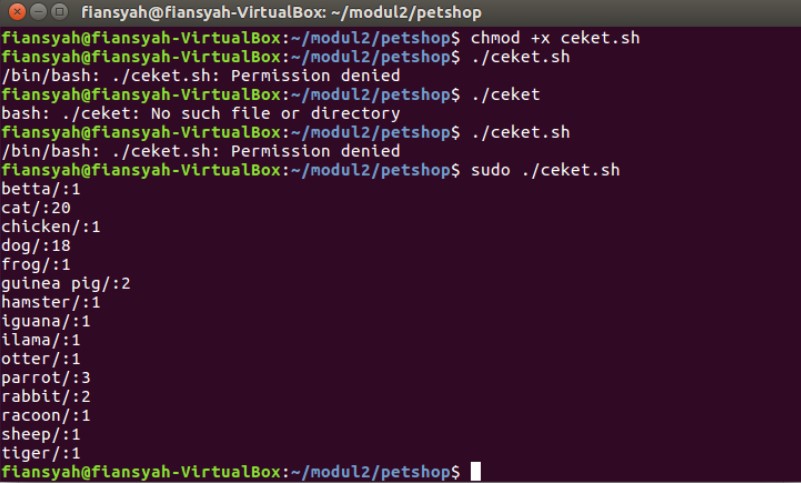 fiansyah@fiansyah-VirtualBox: ~/modul2/petshop
fiansyah@fiansyah-VirtualBox:~/modul2/petshop$ chmod +x ceket.sh
fiansyah@fiansyah-VirtualBox:~/modul2/petshop$ ./ceket.sh
/bin/bash: ./ceket.sh: Permission denied
fiansyah@fiansyah-VirtualBox:~/modul2/petshop$ ./ceket
bash: ./ceket: No such file or directory
fiansyah@fiansyah-VirtualBox:~/modul2/petshop$ ./ceket.sh
/bin/bash: ./ceket.sh: Permission denied
fiansyah@fiansyah-VirtualBox:~/modul2/petshop$ sudo ./ceket.sh
betta/:1
cat/:20
chicken/:1
dog/:18
frog/:1
guinea pig/:2
hamster/:1
iguana/:1
ilama/:1
otter/:1
parrot/:3
rabbit/:2
racoon/:1
sheep/:1
tiger/:1
fiansyah@fiansyah-VirtualBox:~/modul2/petshop$